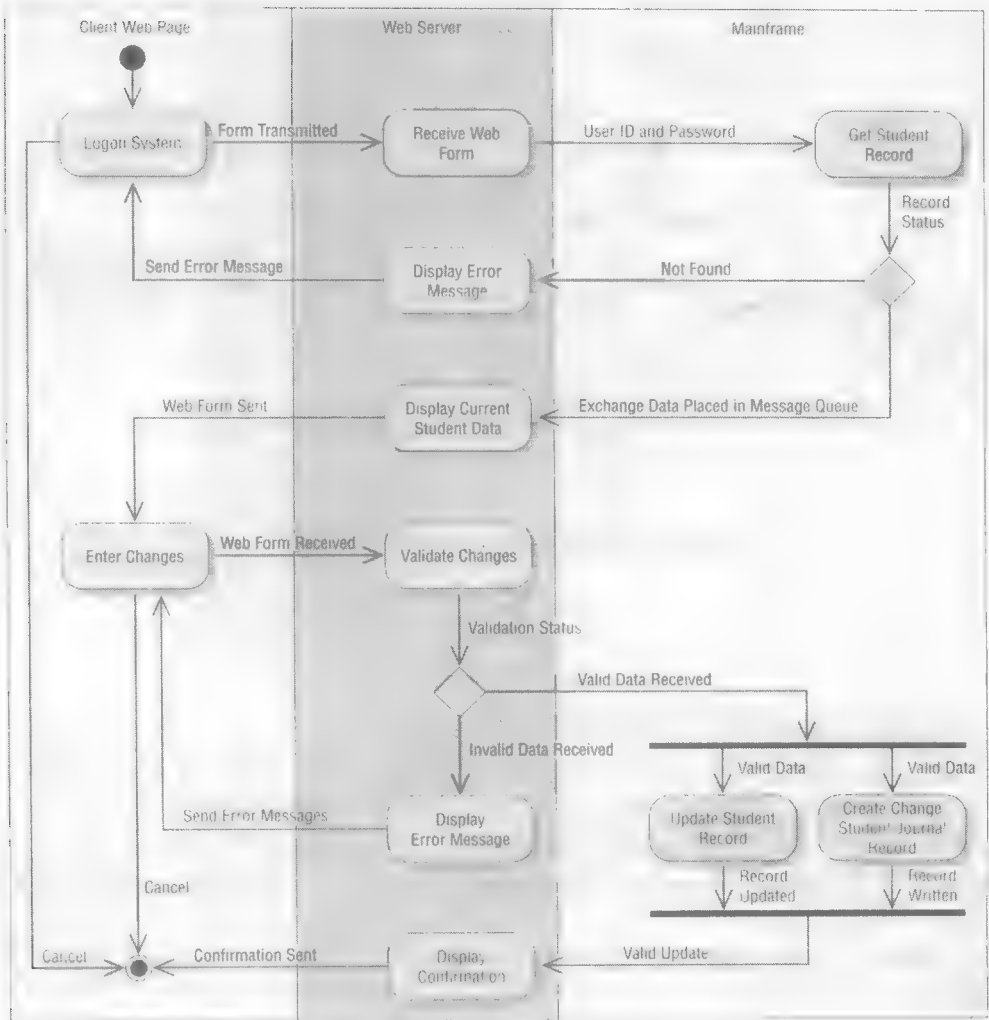 Client Web Page
Web Server
Mainframe
Logon System
Form Transmitted
Receive Web
Form
User ID and Password
Get Student
Record
Record
Status
Send Error Message
Display Error
Message
Not Found
Web Form Sent
Display Current
Student Data
Exchange Data Placed in Message Queue
Enter Changes
Web Form Received
Validate Changes
Validation Status
Valid Data Received
Invalid Data Received
Valid Data
Valid Data
Send Error Messages
Display
Error Message
Update Student
Record
Create Change
Student Journal
Record
Record
Updated
Record
Written
Cancel
Cancel
Confirmation Sent
Display
Confirmation
Valid Update